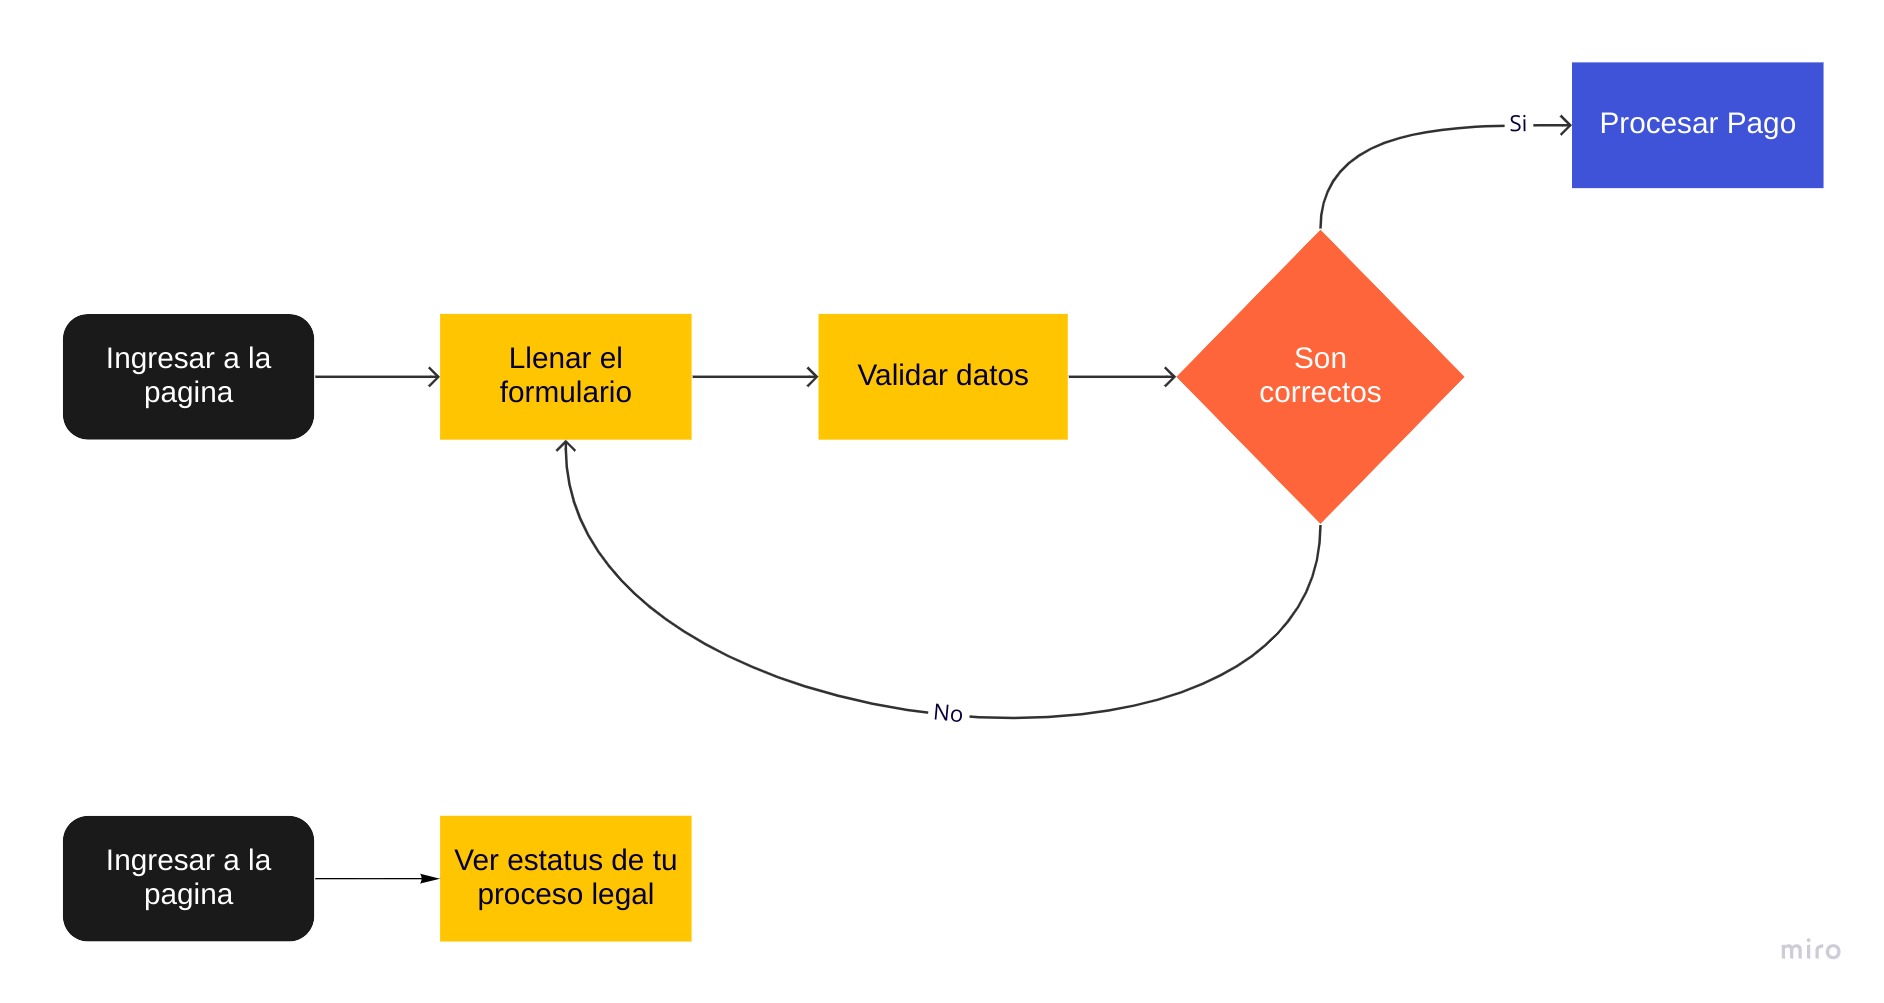 Si
Procesar Pago
Ingresar a la
pagina
Llenar el
formulario
Validar datos
Son
correctos
No
Ingresar a la
pagina
Ver estatus de tu
proceso legal
miro